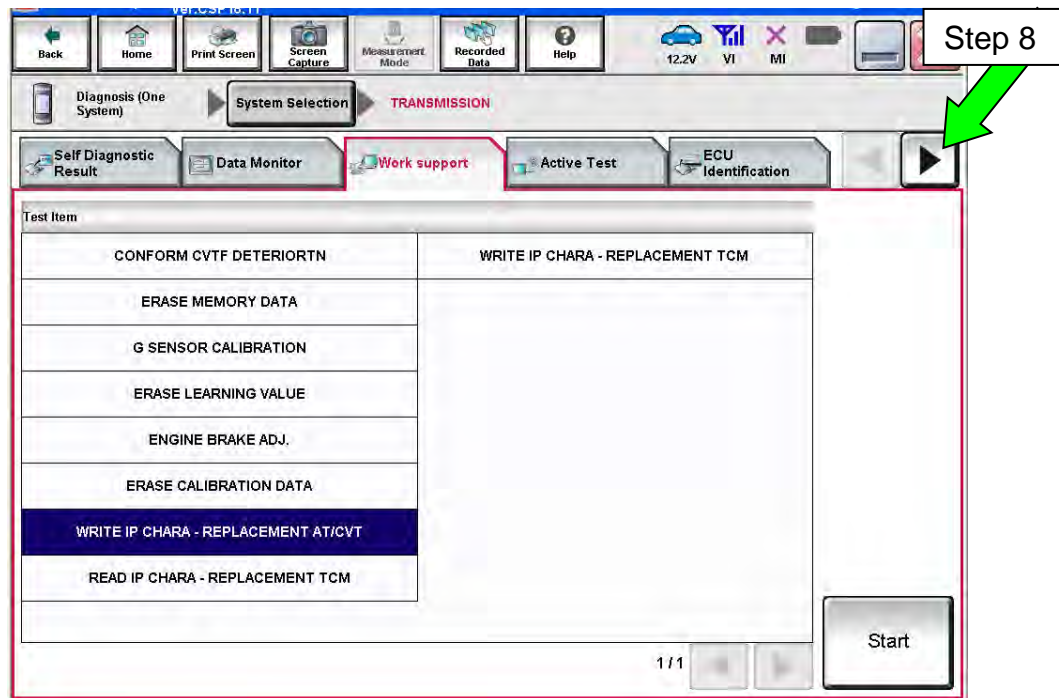 Ver.CSP18.11
Step 8
Back
Home
Print Screen
Screen
Capture
Measurement
Mode
Recorded
Data
Help
12.2V
VI
MI
Diagnosis (One
System)
System Selection
TRANSMISSION
Self Diagnostic
Result
Data Monitor
Work support
Active Test
ECU
Identification
Test Item
CONFORM CVTF DETERIORTN
WRITE IP CHARA - REPLACEMENT TCM
ERASE MEMORY DATA
G SENSOR CALIBRATION
ERASE LEARNING VALUE
ENGINE BRAKE ADJ.
ERASE CALIBRATION DATA
WRITE IP CHARA - REPLACEMENT AT/CVT
READ IP CHARA - REPLACEMENT TCM
1/1
Start